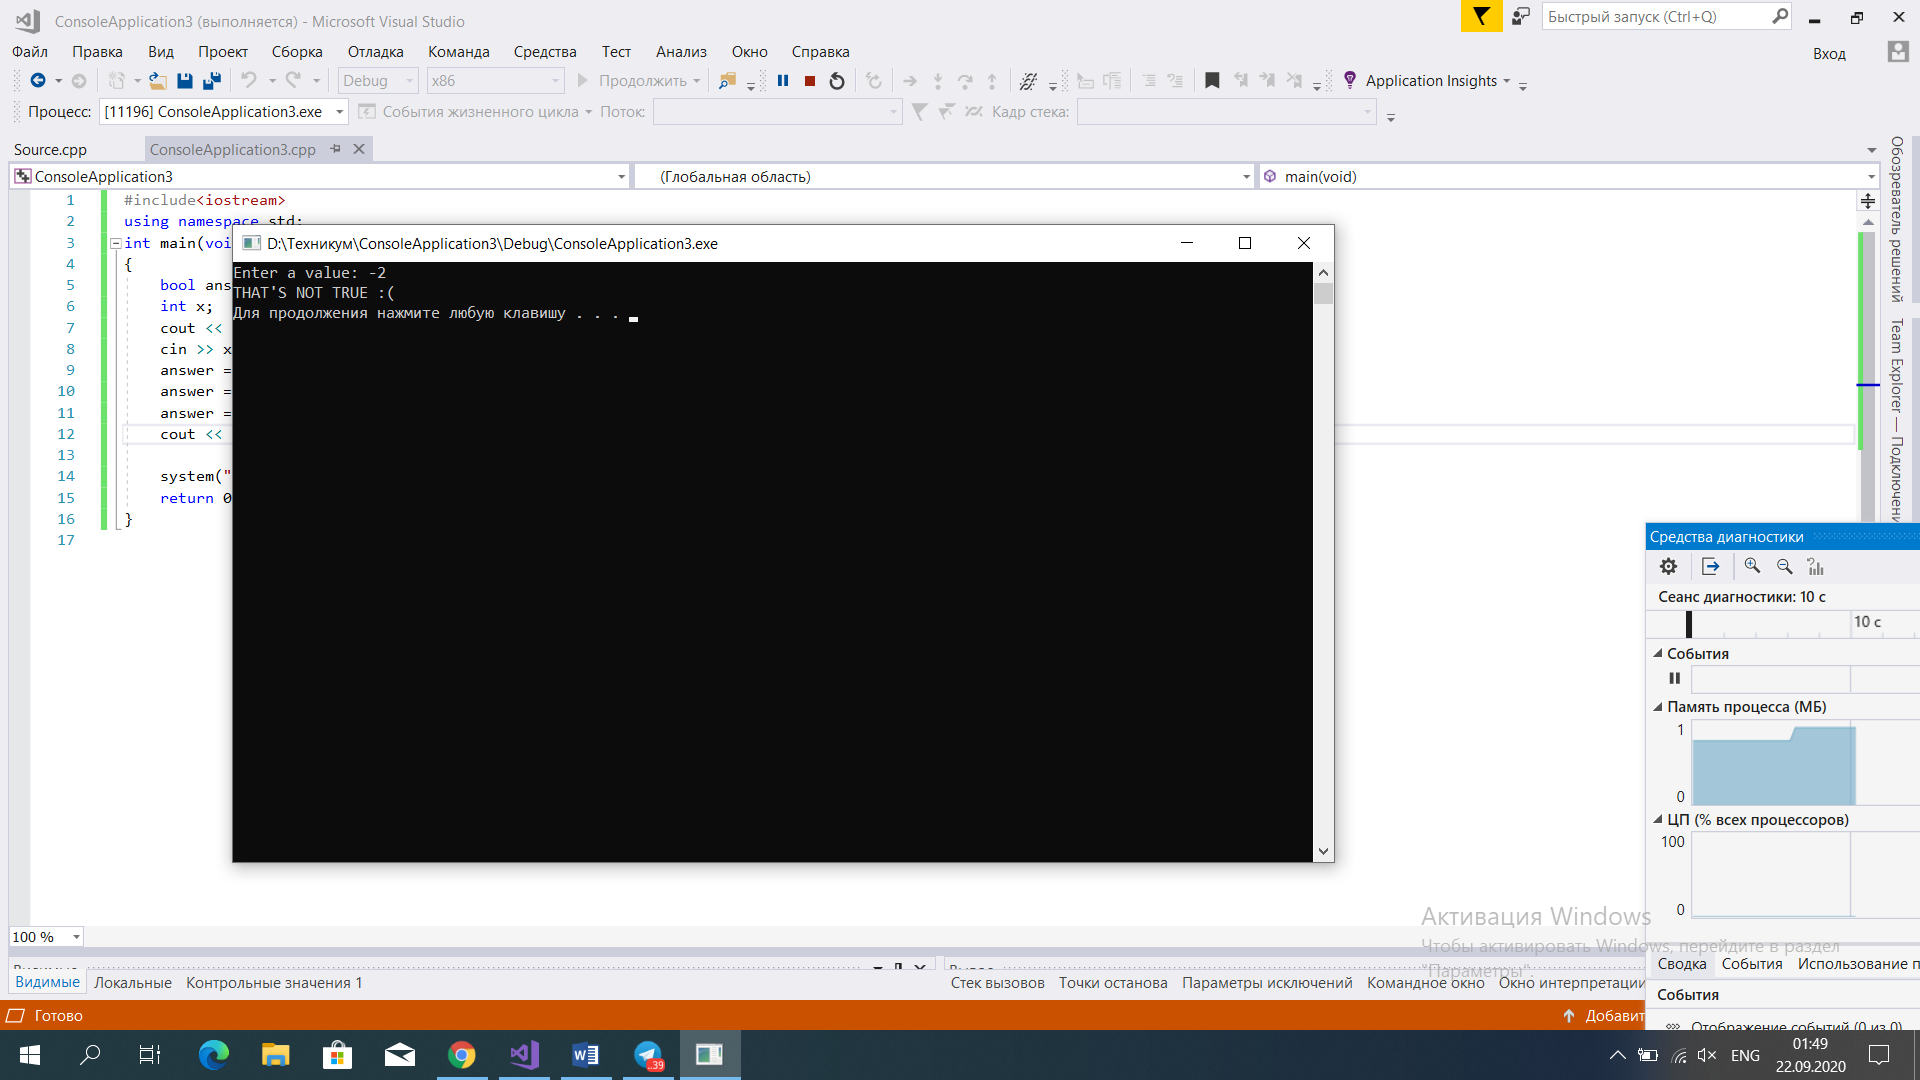 ConsoleApplication3 (выполняется) - Microsoft Visual Studio
Быстрый запуск (Ctrl+Q)
Файл Правка Вид Проект Сборка Отладка Команда Средства Тест Анализ Окно Справка
Вход
Debug x86 Продолжить Application Insights
Процесс: [11196] ConsoleApplication3.exe События жизненного цикла Поток: Кадр стека:
Source.cpp ConsoleApplication3.cpp
ConsoleApplication3 (Глобальная область) main(void)
1 #include<iostream>
2 using namespace std;
3 int main(voi
4 {
5 bool ans
6 int x;
7 cout <<
8 cin >> x
9 answer =
10 answer =
11 answer =
12 cout <<
13
14 system("
15 return 0
16 }
17
D:\Техникум\ConsoleApplication3\Debug\ConsoleApplication3.exe
Enter a value: -2
THAT'S NOT TRUE :(
Для продолжения нажмите любую клавишу . . .
Обозреватель решений
Team Explorer — Подключени
Средства диагностики
Сеанс диагностики: 10 с
10 с
События
Память процесса (МБ)
1
0
ЦП (% всех процессоров)
100
0
Активация Windows
Чтобы активировать Windows, перейдите в раздел
"Параметры".
100 %
Видимые Локальные Контрольные значения 1
Стек вызовов Точки останова Параметры исключений Командное окно Окно интерпретации
Сводка События Использование п
События
Отображение событий (0 из 0)
Готово
Добавит
39
ENG
01:49
22.09.2020